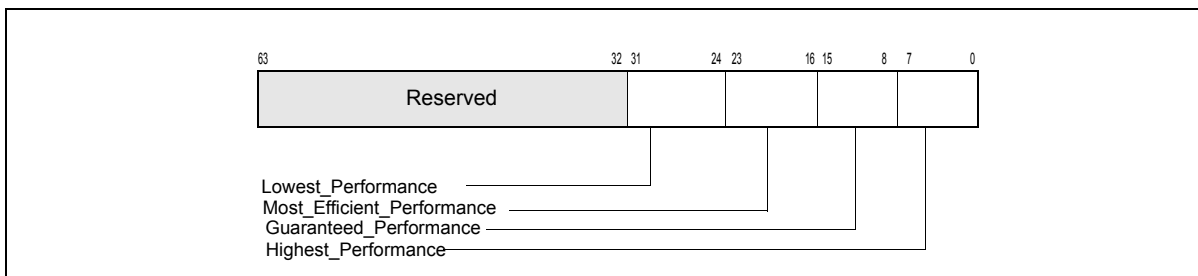 63 32 31 24 23 16 15 8 7 0
Reserved
Lowest_Performance
Most_Efficient_Performance
Guaranteed_Performance
Highest_Performance